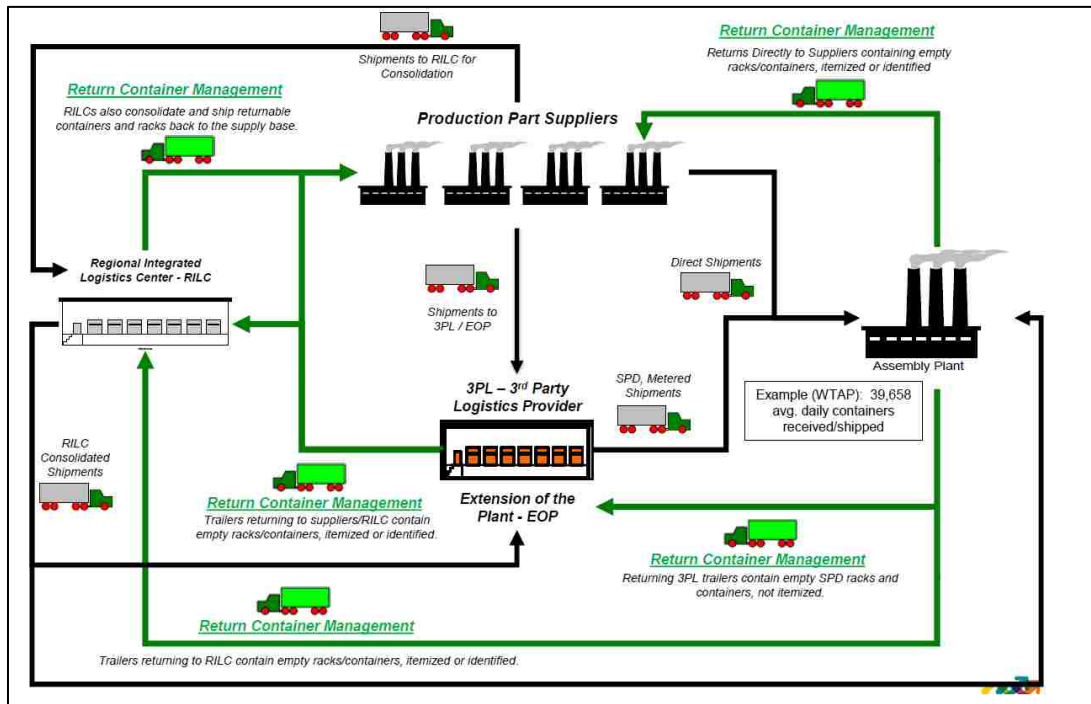 Shipments to RILC for
Consolidation
Return Container Management
Returns Directly to Suppliers containing empty
racks/containers, itemized or identified
Return Container Management
RILCs also consolidate and ship returnable
containers and racks back to the supply base.
Production Part Suppliers
Regional Integrated
Logistics Center - RILC
Direct Shipments
Shipments to
3PL / EOP
Assembly Plant
3PL – 3rd Party
Logistics Provider
SPD, Metered
Shipments
Example (WTAP): 39,658
avg. daily containers
received/shipped
RILC
Consolidated
Shipments
Return Container Management
Trailers returning to suppliers/RILC contain
empty racks/containers, itemized or identified.
Extension of the
Plant - EOP
Return Container Management
Returning 3PL trailers contain empty SPD racks and
containers, not itemized.
Return Container Management
Trailers returning to RILC contain empty racks/containers, itemized or identified.